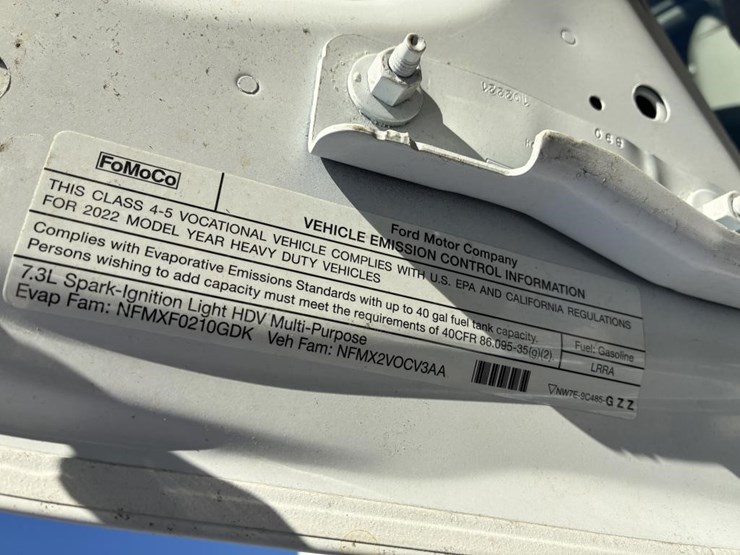 FoMoCo
Ford Motor Company
VEHICLE EMISSION CONTROL INFORMATION
THIS CLASS 4-5 VOCATIONAL VEHICLE COMPLIES WITH U.S. EPA AND CALIFORNIA REGULATIONS
FOR 2022 MODEL YEAR HEAVY DUTY VEHICLES
Complies with Evaporative Emissions Standards with up to 40 gal fuel tank capacity.
Persons wishing to add capacity must meet the requirements of 40CFR 86.095-35(g)(2).
Fuel: Gasoline
7.3L Spark-Ignition Light HDV Multi-Purpose
LRRA
Evap Fam: NFMXF0210GDK Veh Fam: NFMX2VOCV3AA
NW7E-9C485-GZZ